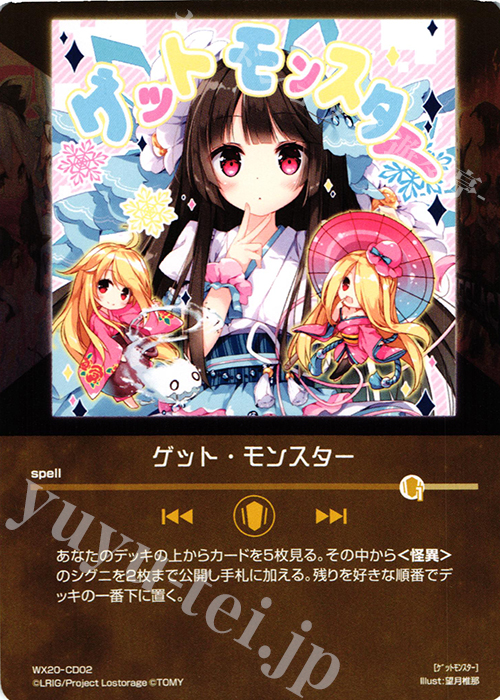 ゲット モンスター
ゲット・モンスター
spell
あなたのデッキの上からカードを5枚見る。その中から<怪異>
のシグニを2枚まで公開し手札に加える。残りを好きな順番でデ
ッキの一番下に置く。
yuyu-tei.jp
WX20-CD02
[ゲットモンスター]
©LRIG/Project Lostorage ©TOMY
Illust:望月椎那